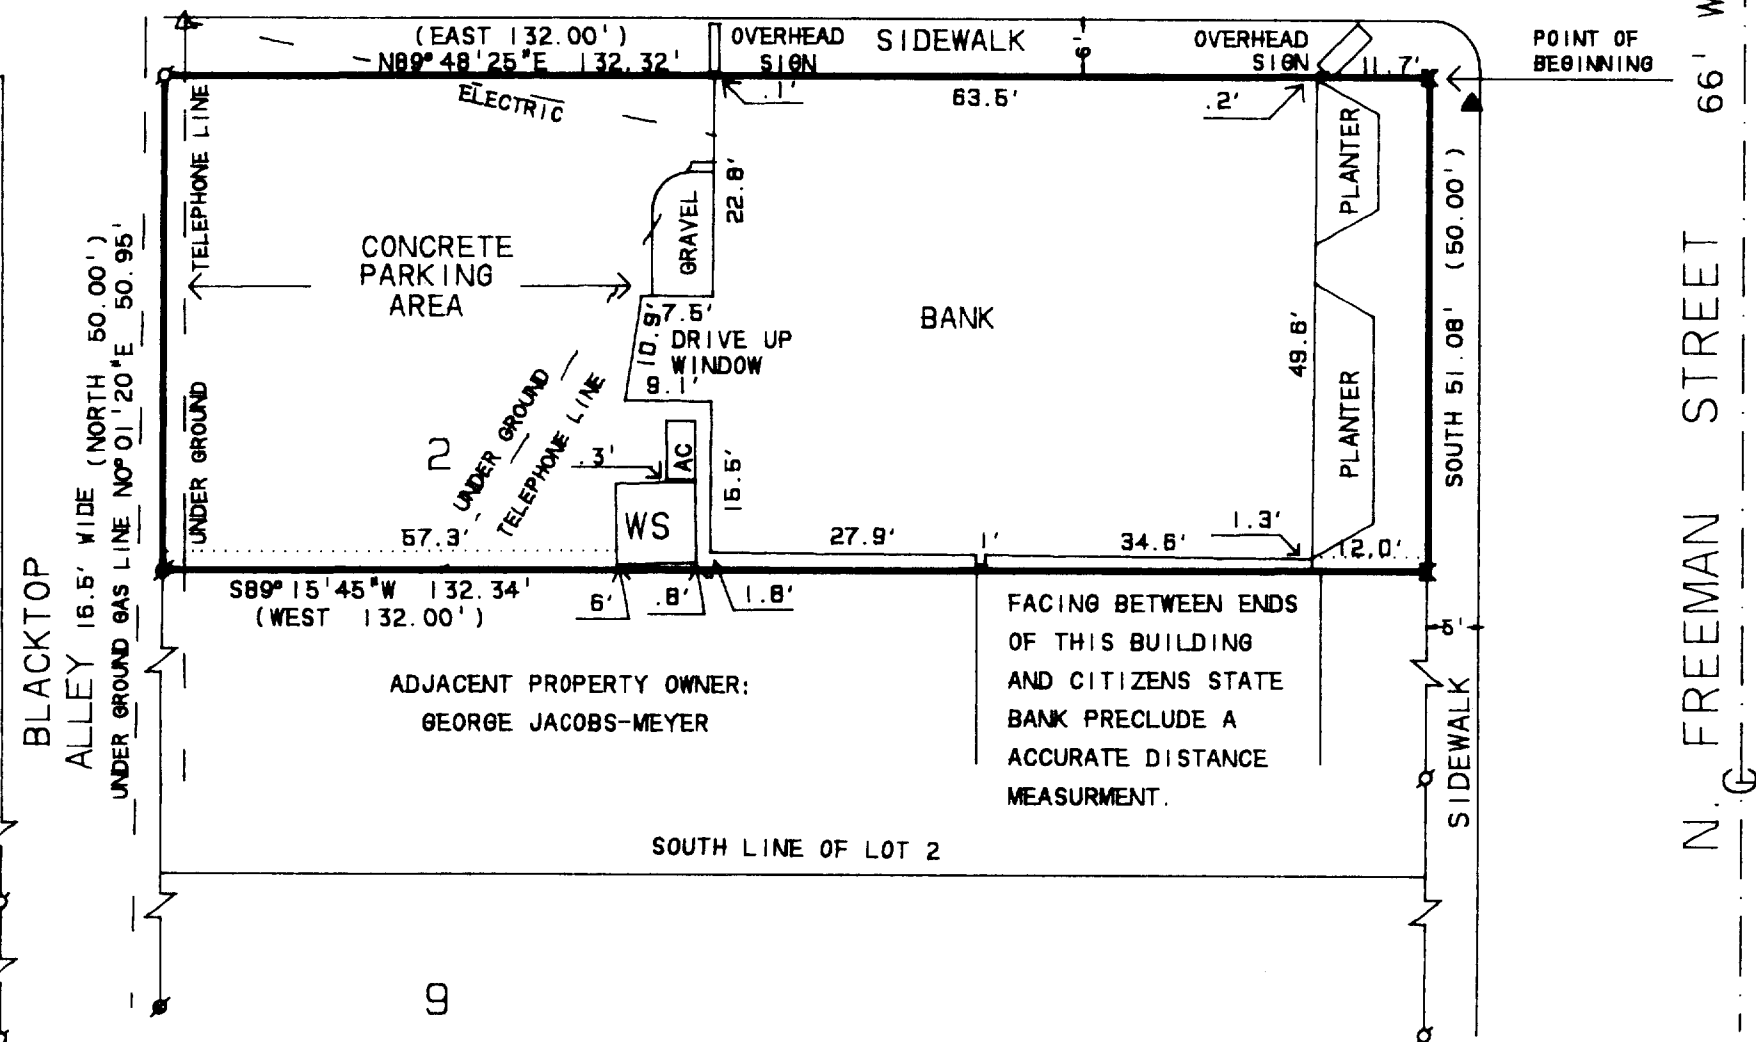 (EAST 132.00')
N89°48'25"E 132.32'
OVERHEAD
SIGN
SIDEWALK
6'
OVERHEAD
SIGN
11.7'
POINT OF
BEGINNING
66' W
ELECTRIC
.1'
63.5'
.2'
UNDER GROUND TELEPHONE LINE
22.8'
GRAVEL
PLANTER
CONCRETE
PARKING
AREA
BANK
7.5'
10.9'
DRIVE UP
WINDOW
9.1'
49.6'
PLANTER
SOUTH 51.08' (50.00')
2
UNDER GROUND
TELEPHONE LINE
.3'
AC
15.5'
WS
57.3'
27.9'
1'
34.6'
1.3'
12.0'
S89°15'45"W 132.34'
(WEST 132.00')
6'
.8'
1.8'
BLACKTOP
ALLEY 16.5' WIDE (NORTH 50.00')
UNDER GROUND GAS LINE N0°01'20"E 50.95'
FACING BETWEEN ENDS
OF THIS BUILDING
AND CITIZENS STATE
BANK PRECLUDE A
ACCURATE DISTANCE
MEASURMENT.
ADJACENT PROPERTY OWNER:
GEORGE JACOBS-MEYER
5'
SIDEWALK
N. FREEMAN STREET
SOUTH LINE OF LOT 2
9